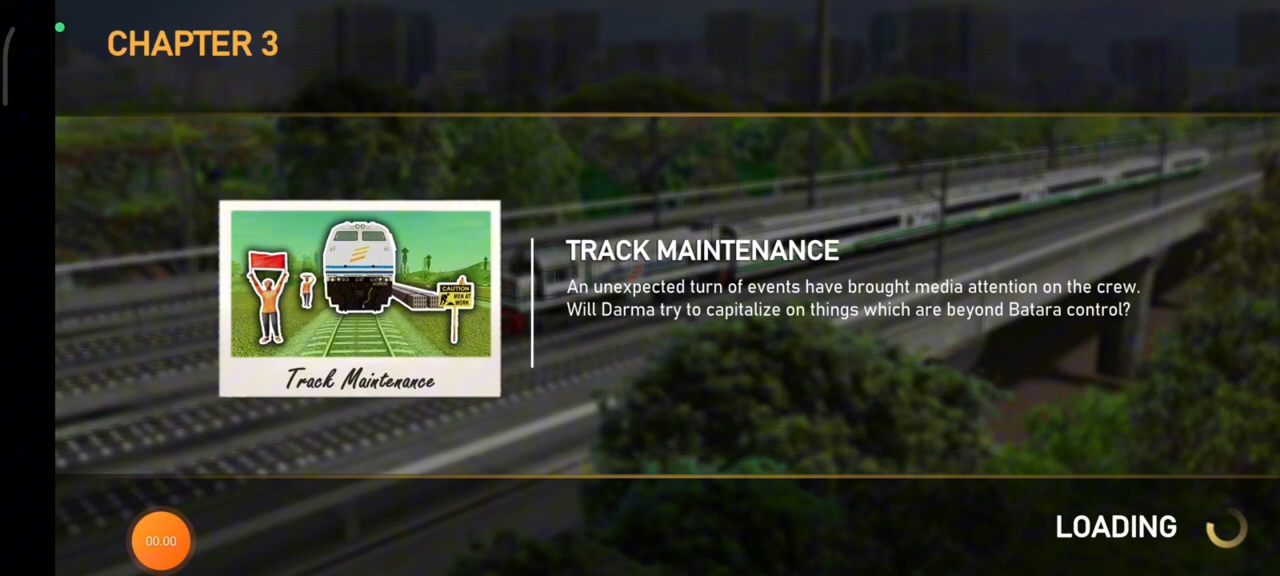 CHAPTER 3
TRACK MAINTENANCE
An unexpected turn of events have brought media attention on the crew.
Will Darma try to capitalize on things which are beyond Batara control?
CAUTION
MEN AT
WORK
Track Maintenance
LOADING
00.00